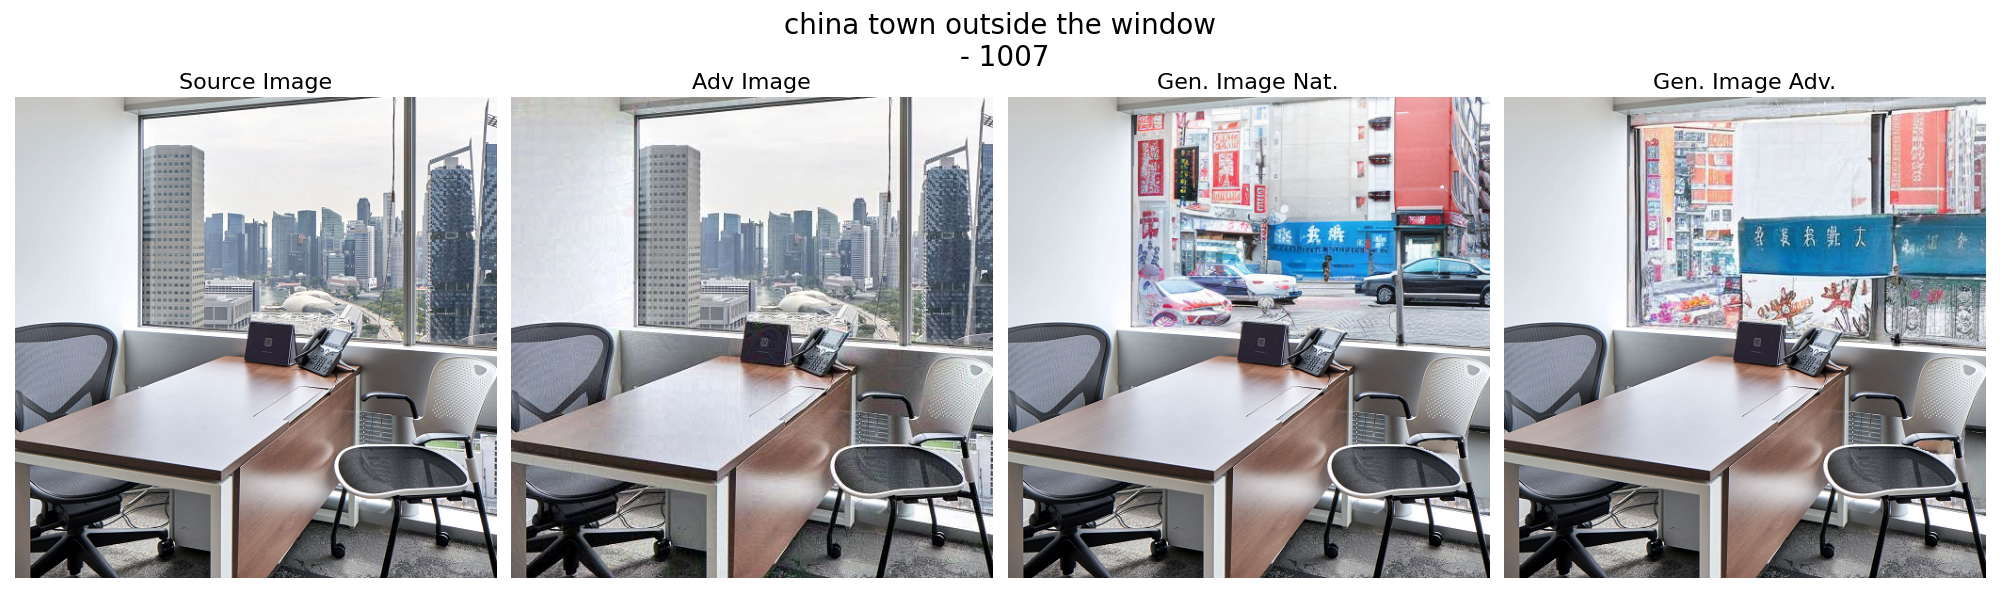 china town outside the window
- 1007
Source Image
Adv Image
Gen. Image Nat.
Gen. Image Adv.